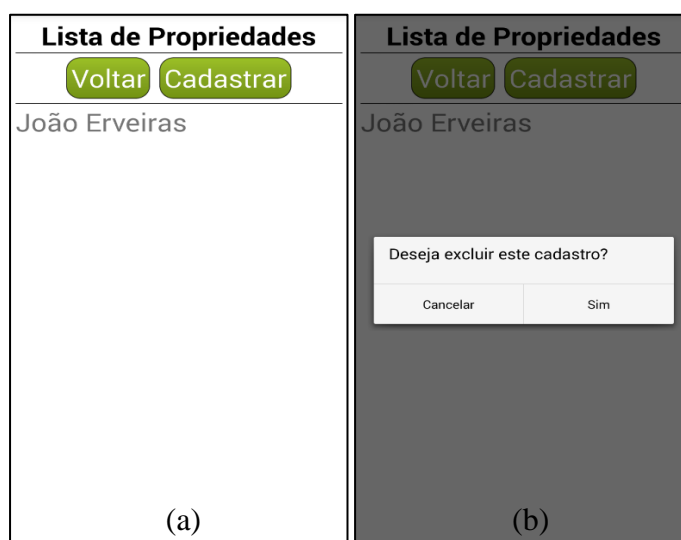 Lista de Propriedades
Voltar Cadastrar
João Erveiras
(a)
Lista de Propriedades
Voltar Cadastrar
João Erveiras
Deseja excluir este cadastro?
Cancelar Sim
(b)